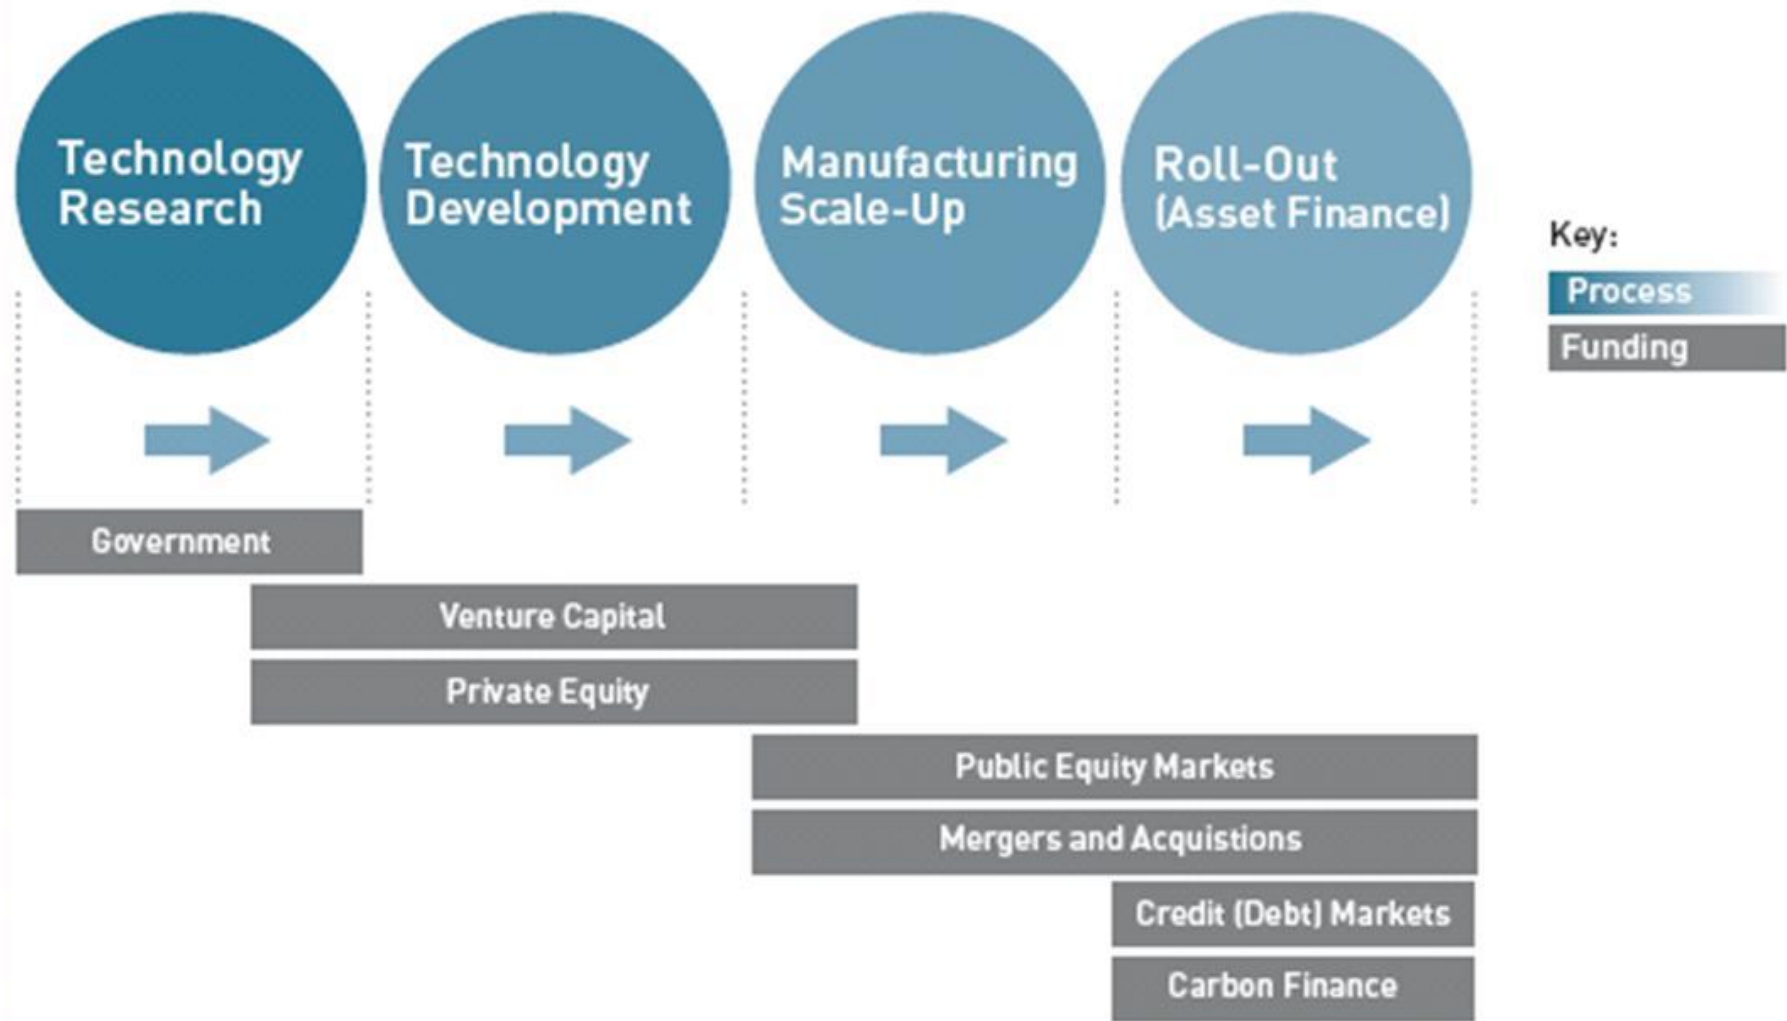 Technology
Research
Technology
Development
Manufacturing
Scale-Up
Roll-Out
(Asset Finance)
Key:
Process
Funding
Government
Venture Capital
Private Equity
Public Equity Markets
Mergers and Acquistions
Credit (Debt) Markets
Carbon Finance